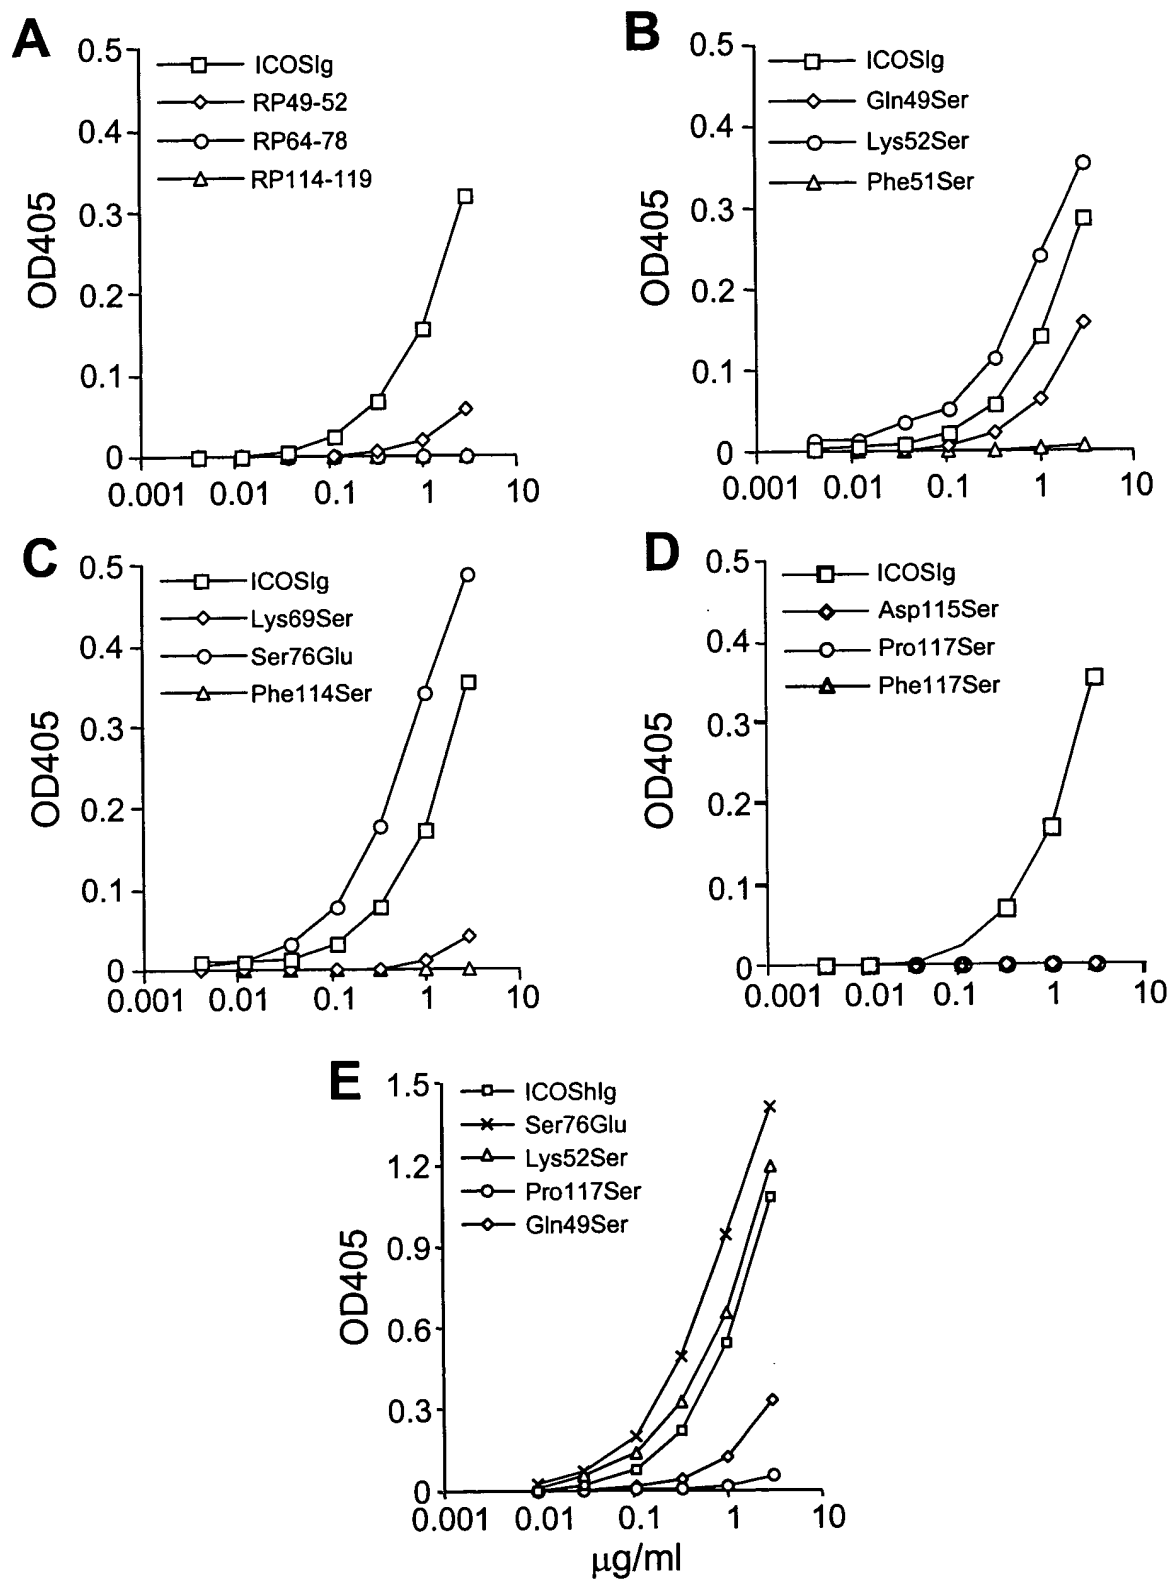 A
0.5
0.4
0.3
0.2
0.1
0
OD405
ICOSIg
RP49-52
RP64-78
RP114-119
0.001 0.01 0.1 1 10
B
0.5
0.4
0.3
0.2
0.1
0
OD405
ICOSIg
Gln49Ser
Lys52Ser
Phe51Ser
0.001 0.01 0.1 1 10
C
0.5
0.4
0.3
0.2
0.1
0
OD405
ICOSIg
Lys69Ser
Ser76Glu
Phe114Ser
0.001 0.01 0.1 1 10
D
0.5
0.4
0.3
0.2
0.1
0
OD405
ICOSIg
Asp115Ser
Pro117Ser
Phe117Ser
0.001 0.01 0.1 1 10
E
1.5
1.2
0.9
0.6
0.3
0
OD405
ICOShIg
Ser76Glu
Lys52Ser
Pro117Ser
Gln49Ser
0.001 0.01 0.1 1 10
μg/ml